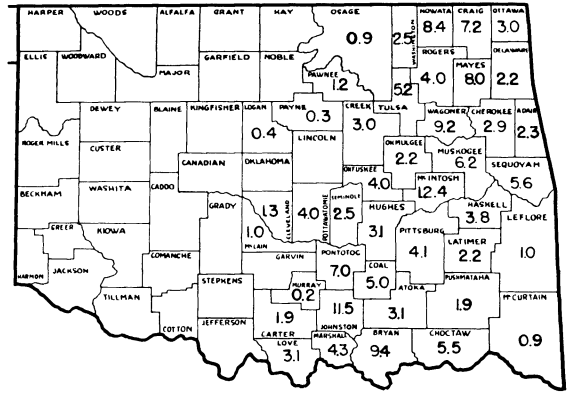 HARPER WOODS ALFALFA GRANT KAY OSAGE WASHINGTON NOWATA CRAIG OTTAWA
0.9 2.5 8.4 7.2 3.0
ELLIS WOODWARD MAJOR GARFIELD NOBLE PAWNEE ROGERS MAYES DELAWARE
1.2 5.2 4.0 8.0 2.2
DEWEY BLAINE KINGFISHER LOGAN PAYNE CREEK TULSA WAGONER CHEROKEE ADAIR
0.4 0.3 3.0 9.2 2.9 2.3
ROGER MILLS CUSTER CANADIAN OKLAHOMA LINCOLN OKMULGEE MUSKOGEE SEQUOYAH
2.2 6.2 5.6
BECKHAM WASHITA CADDO GRADY CLEVELAND POTTAWATOMIE SEMINOLE OKFUSKEE McINTOSH HASKELL
1.3 4.0 2.5 4.0 12.4 3.8
GREER KIOWA McLAIN HUGHES PITTSBURG LATIMER LEFLORE
1.0 3.1 4.1 2.2 1.0
HARMON JACKSON COMANCHE STEPHENS GARVIN PONTOTOC COAL ATOKA PUSHMATAHA McCURTAIN
7.0 5.0 3.1 1.9 0.9
TILLMAN COTTON JEFFERSON CARTER MURRAY JOHNSTON
1.9 0.2 11.5
LOVE MARSHALL BRYAN CHOCTAW
3.1 4.3 9.4 5.5